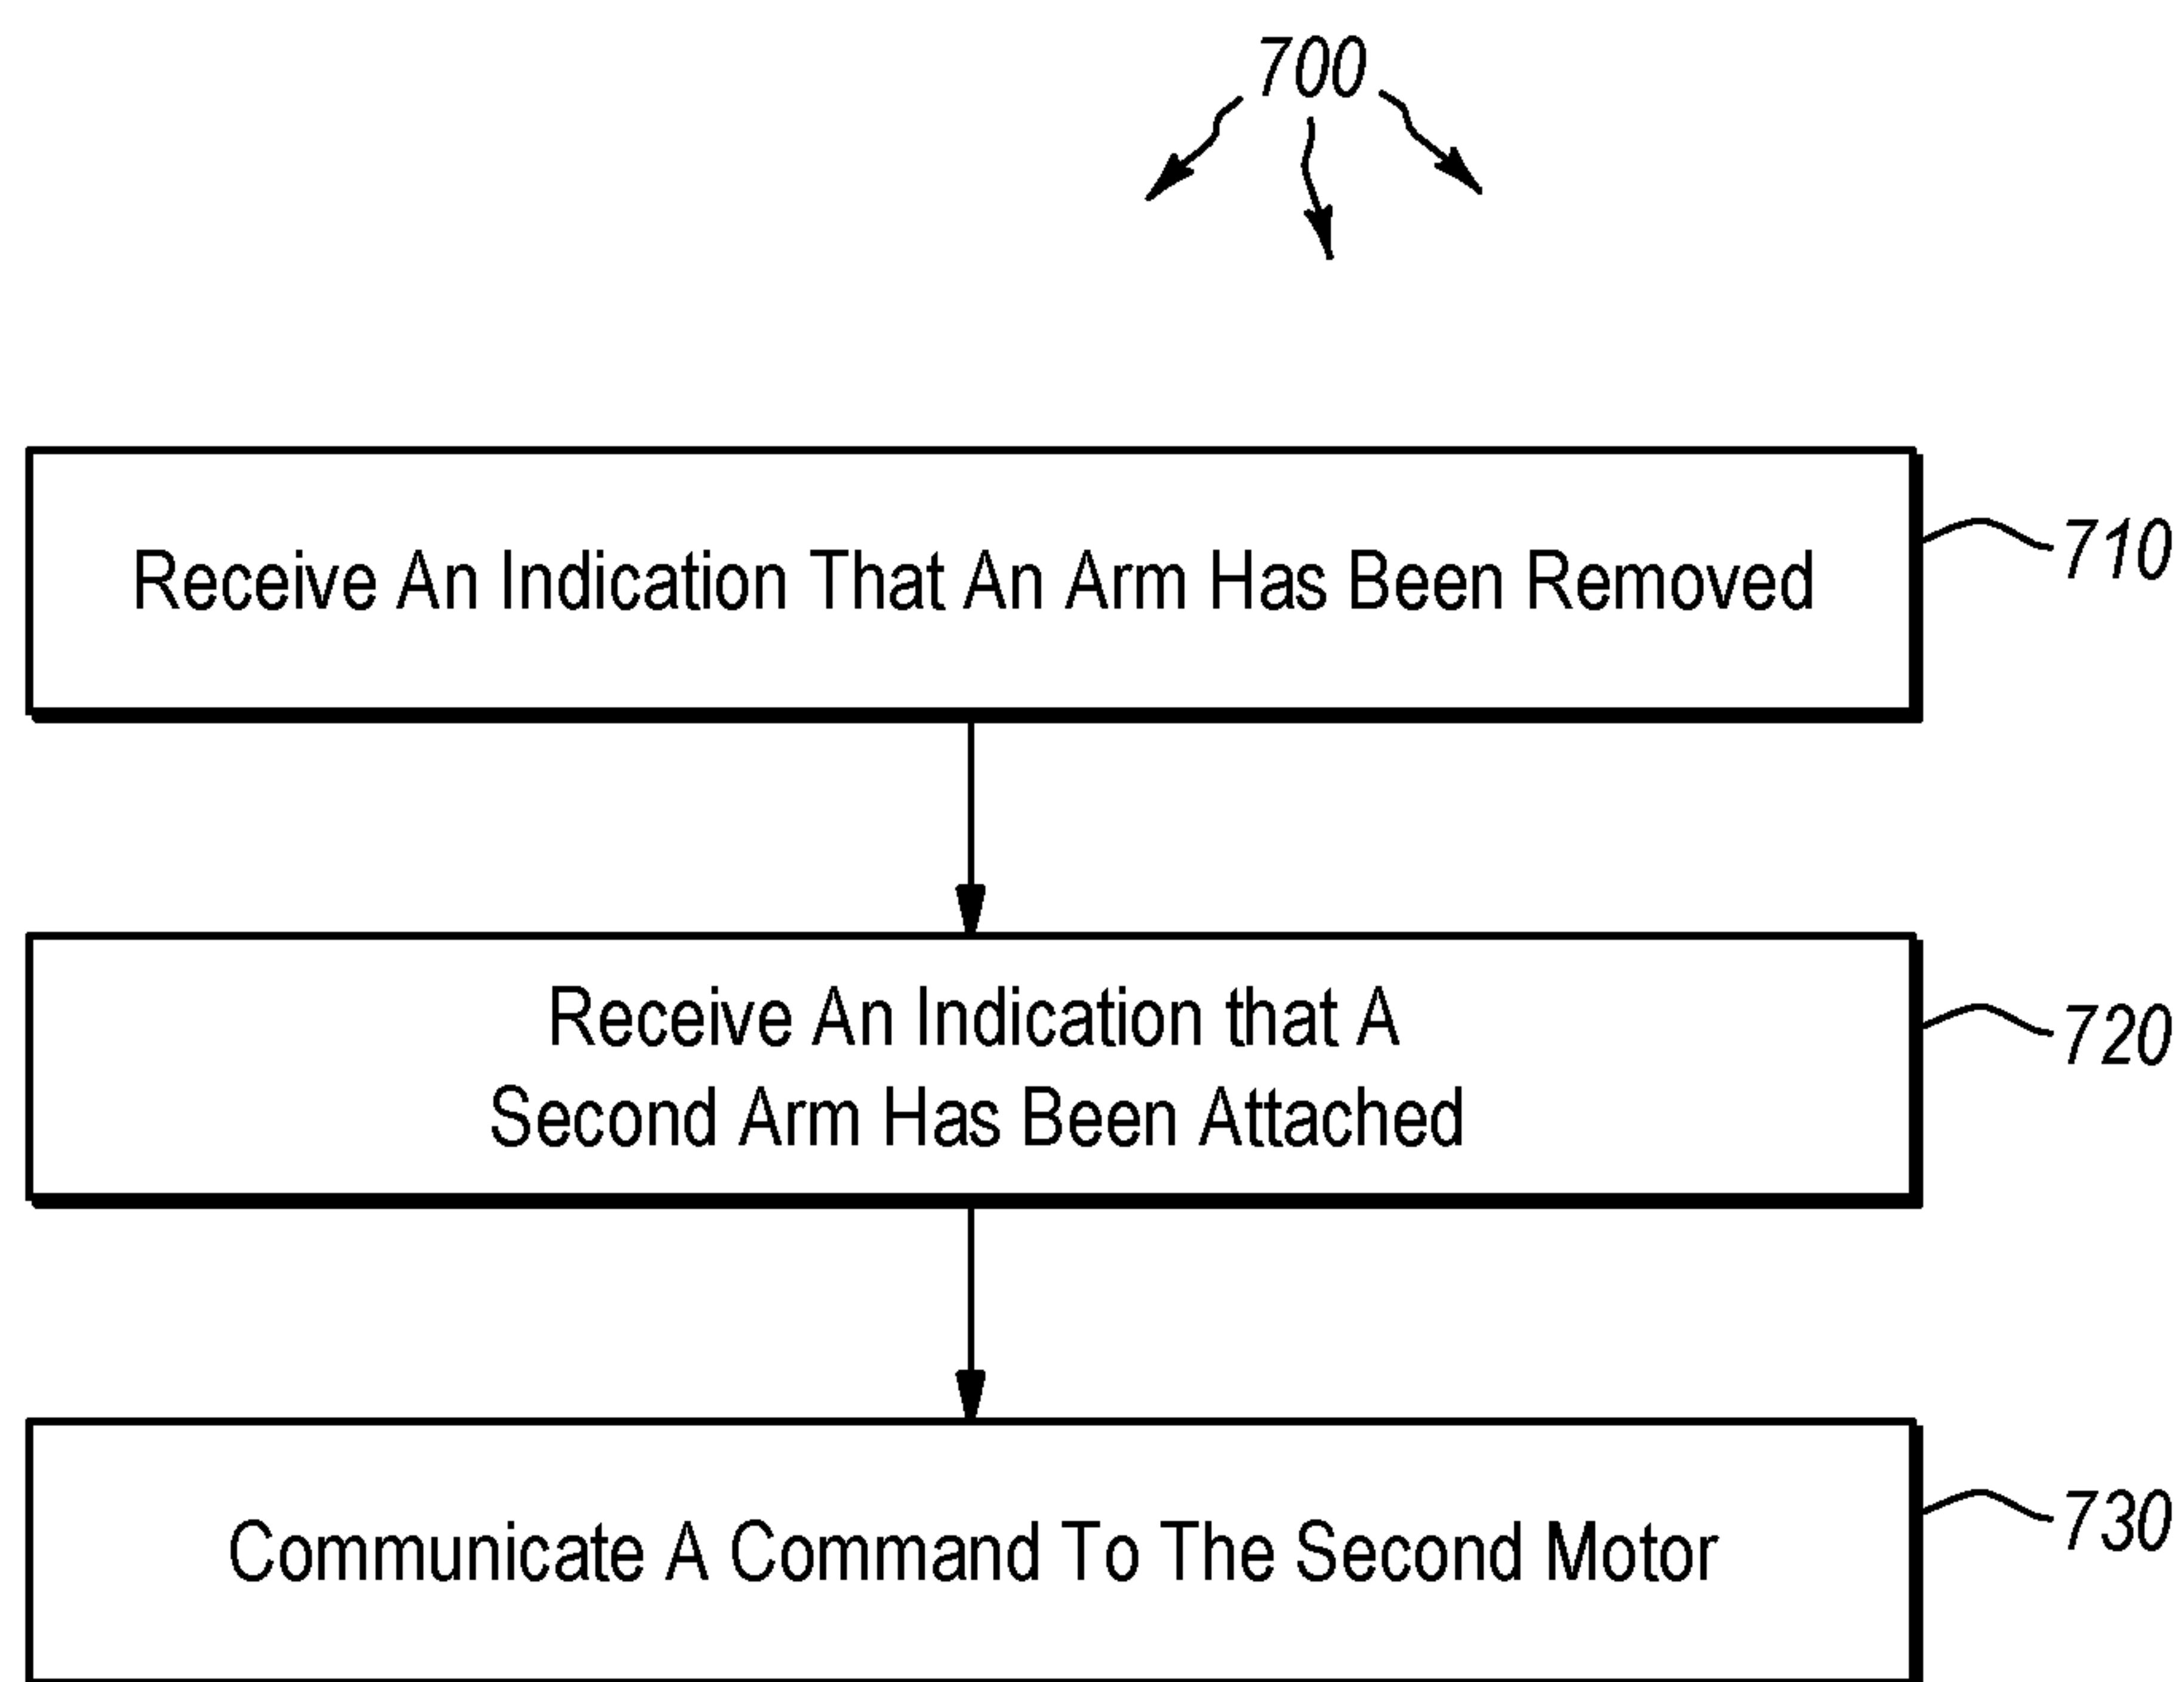 700
Receive An Indication That An Arm Has Been Removed
710
Receive An Indication that A
Second Arm Has Been Attached
720
Communicate A Command To The Second Motor
730